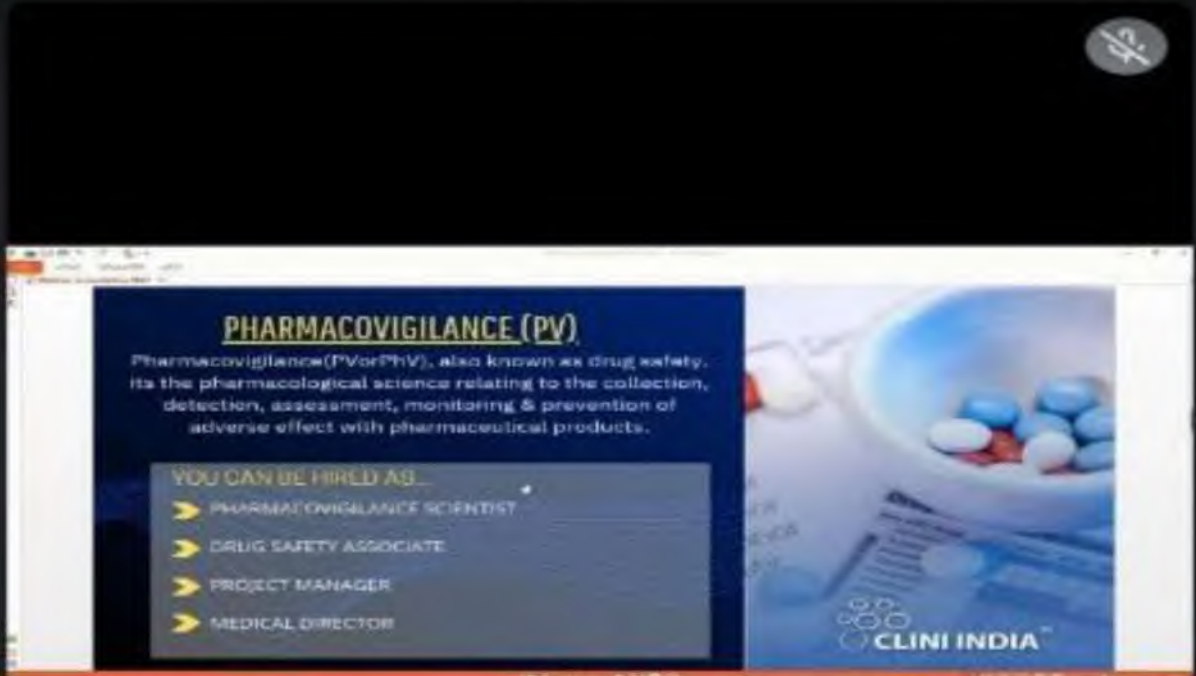 PHARMACOVIGILANCE (PV)
Pharmacovigilance(PVorPhV), also known as drug safety,
its the pharmacological science relating to the collection,
detection, assessment, monitoring & prevention of
adverse effect with pharmaceutical products.
YOU CAN BE HIRED AS...
PHARMACOVIGILANCE SCIENTIST
DRUG SAFETY ASSOCIATE
PROJECT MANAGER
MEDICAL DIRECTOR
CLINI INDIA™